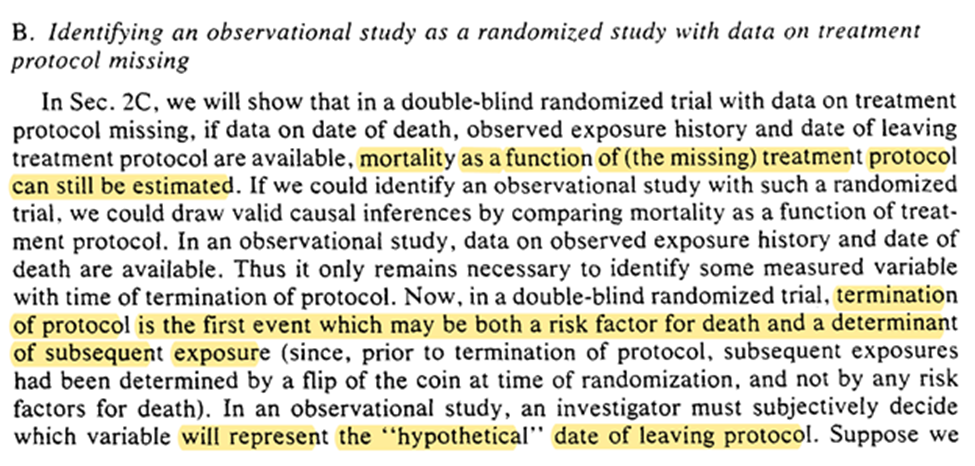 B. Identifying an observational study as a randomized study with data on treatment
protocol missing
In Sec. 2C, we will show that in a double-blind randomized trial with data on treatment
protocol missing, if data on date of death, observed exposure history and date of leaving
treatment protocol are available, mortality as a function of (the missing) treatment protocol
can still be estimated. If we could identify an observational study with such a randomized
trial, we could draw valid causal inferences by comparing mortality as a function of treat-
ment protocol. In an observational study, data on observed exposure history and date of
death are available. Thus it only remains necessary to identify some measured variable
with time of termination of protocol. Now, in a double-blind randomized trial, termination
of protocol is the first event which may be both a risk factor for death and a determinant
of subsequent exposure (since, prior to termination of protocol, subsequent exposures
had been determined by a flip of the coin at time of randomization, and not by any risk
factors for death). In an observational study, an investigator must subjectively decide
which variable will represent the “hypothetical” date of leaving protocol. Suppose we